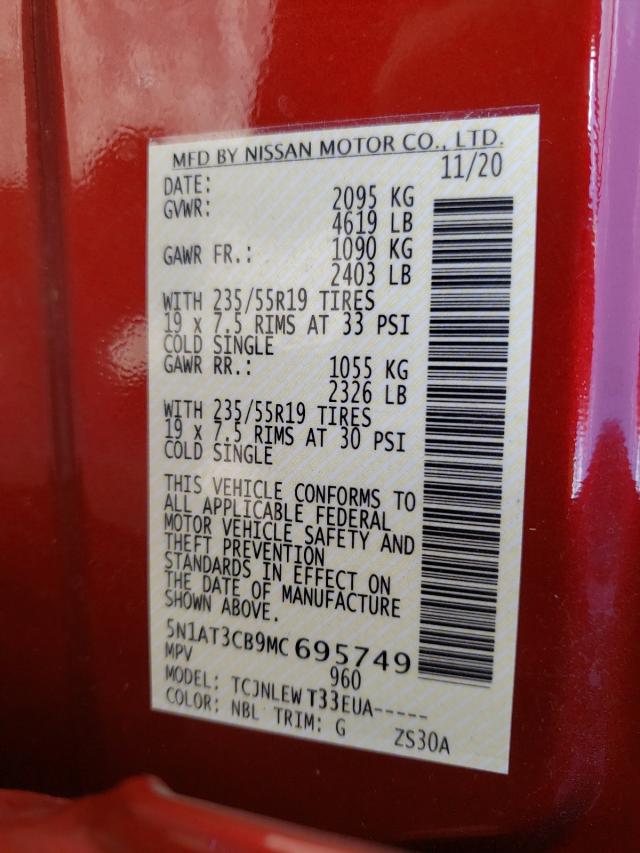 MFD BY NISSAN MOTOR CO., LTD.
DATE: 11/20
GVWR: 2095 KG
4619 LB
GAWR FR.: 1090 KG
2403 LB
WITH 235/55R19 TIRES
19 x 7.5 RIMS AT 33 PSI
COLD SINGLE
GAWR RR.: 1055 KG
2326 LB
WITH 235/55R19 TIRES
19 x 7.5 RIMS AT 30 PSI
COLD SINGLE
THIS VEHICLE CONFORMS TO
ALL APPLICABLE FEDERAL
MOTOR VEHICLE SAFETY AND
THEFT PREVENTION
STANDARDS IN EFFECT ON
THE DATE OF MANUFACTURE
SHOWN ABOVE.
5N1AT3CB9MC 695749
MPV 960
MODEL: TCJNLEW T33EUA-----
COLOR: NBL TRIM: G ZS30A